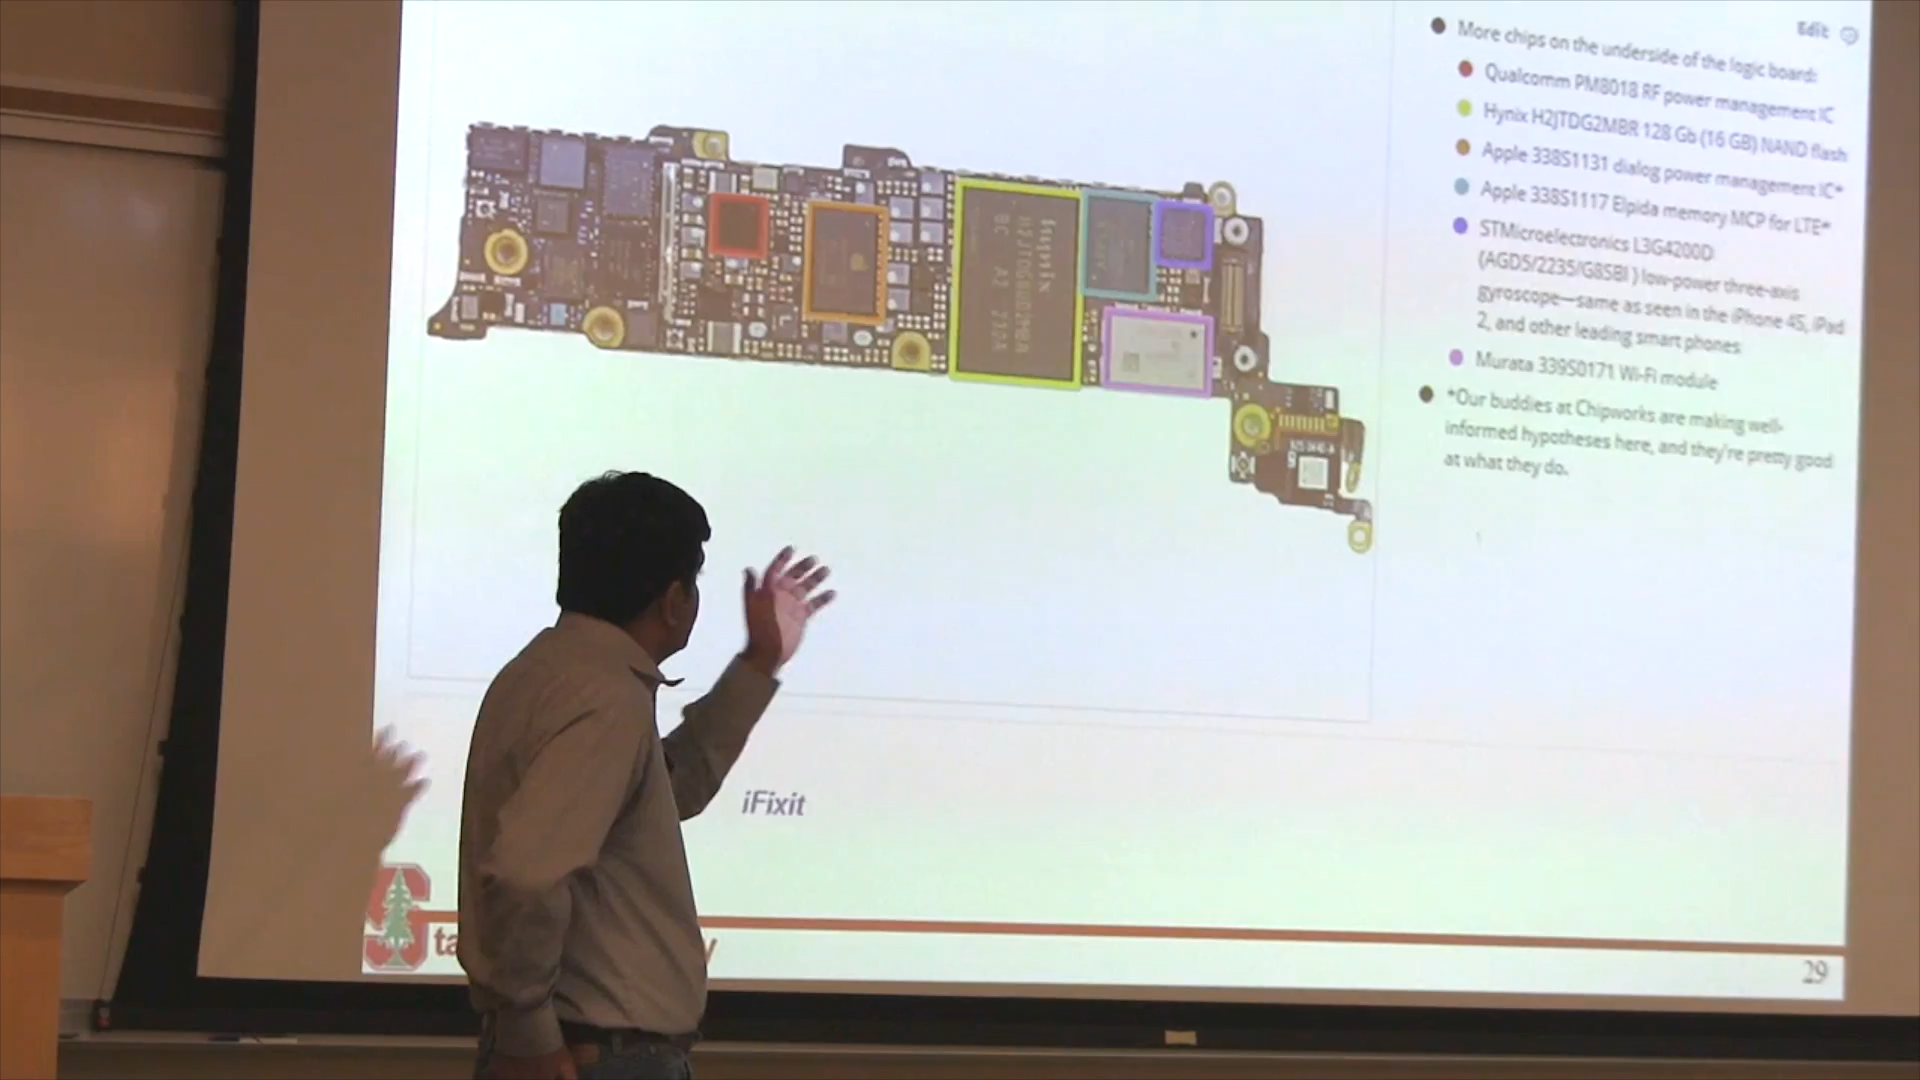 Edit
More chips on the underside of the logic board:
Qualcomm PM8018 RF power management IC
Hynix H2JTDG2MBR 128 Gb (16 GB) NAND flash
Apple 338S1131 dialog power management IC*
Apple 338S1117 Elpida memory MCP for LTE*
STMicroelectronics L3G4200D
(AGD5/2235/G8SBI ) low-power three-axis
gyroscope—same as seen in the iPhone 4S, iPad
2, and other leading smart phones
Murata 339S0171 Wi-Fi module
*Our buddies at Chipworks are making well-
informed hypotheses here, and they're pretty good
at what they do.
hynix
iFixit
ta y
29